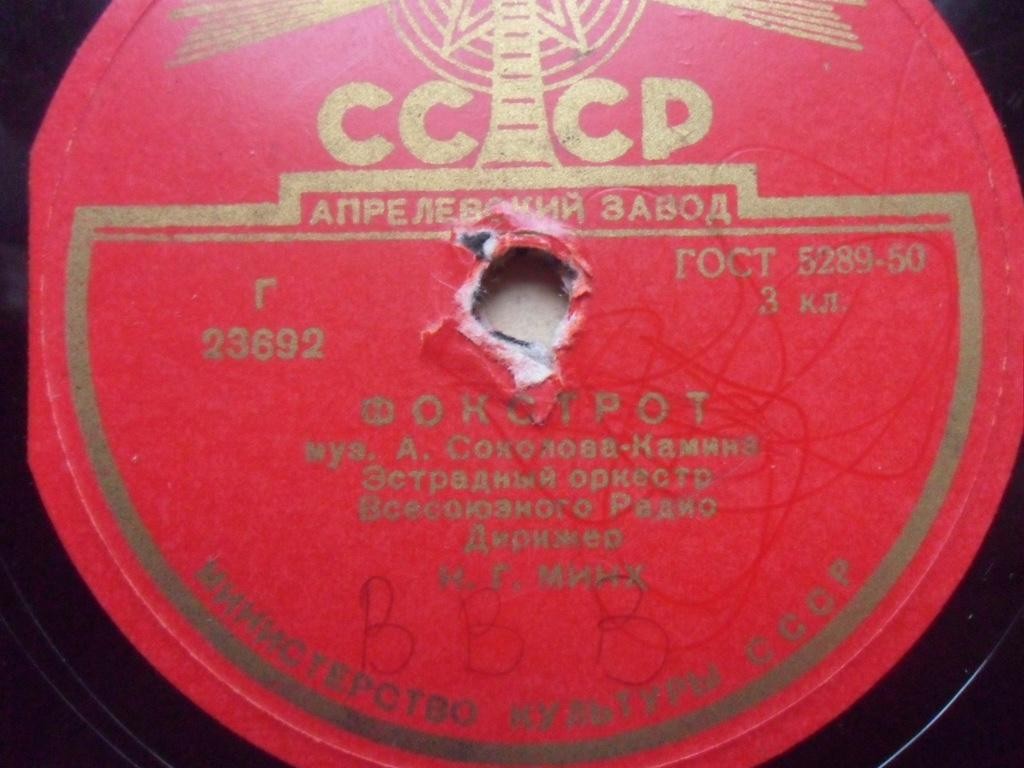 СССР
АПРЕЛЕВСКИЙ ЗАВОД
Г
23692
ГОСТ 5289-50
3 кл.
ФОКСТРОТ
муз. А. Соколова-Камина
Эстрадный оркестр
Всесоюзного Радио
Дирижер
Н. Г. МИНХ
В В В
МИНИСТЕРСТВО КУЛЬТУРЫ СССР